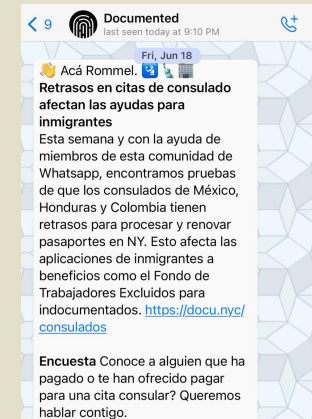 9
Documented
last seen today at 9:10 PM
Fri, Jun 18
👋 Acá Rommel. 🛂🗽🏢
Retrasos en citas de consulado
afectan las ayudas para
inmigrantes
Esta semana y con la ayuda de
miembros de esta comunidad de
Whatsapp, encontramos pruebas
de que los consulados de México,
Honduras y Colombia tienen
retrasos para procesar y renovar
pasaportes en NY. Esto afecta las
aplicaciones de inmigrantes a
beneficios como el Fondo de
Trabajadores Excluidos para
indocumentados. https://docu.nyc/
consulados
Encuesta Conoce a alguien que ha
pagado o te han ofrecido pagar
para una cita consular? Queremos
hablar contigo.